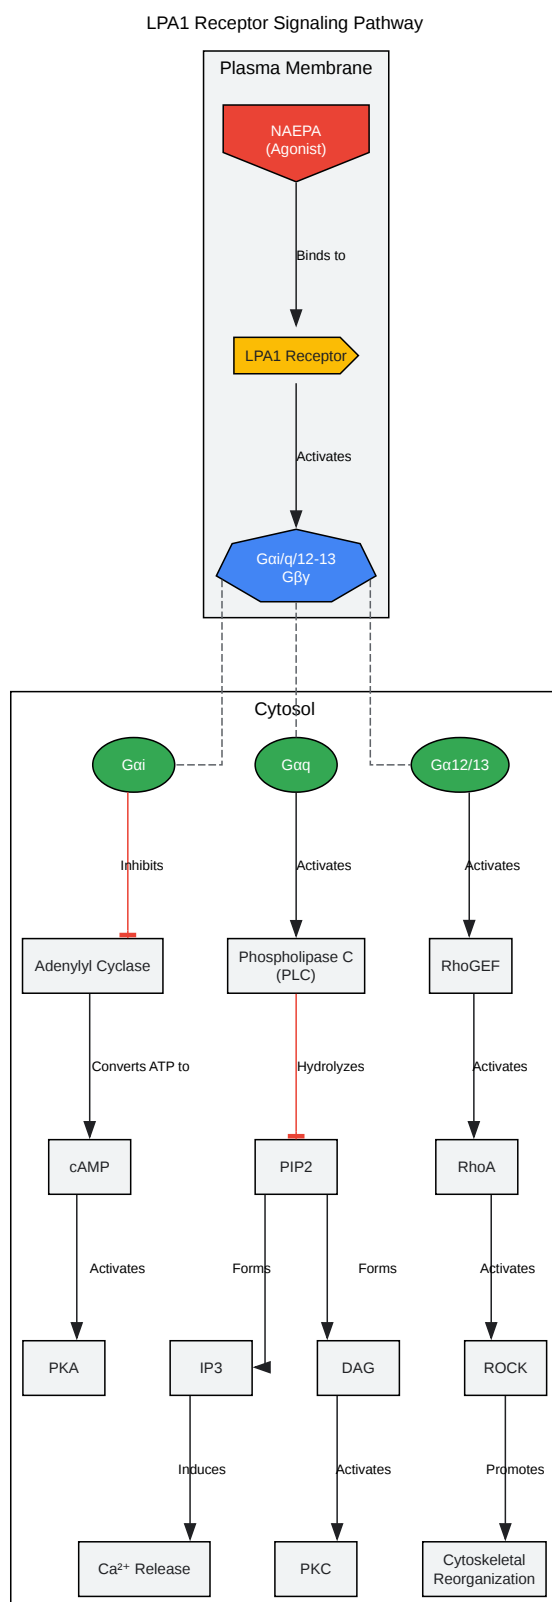 LPA1 Receptor Signaling Pathway
Plasma Membrane
NAEPA
(Agonist)
Binds to
LPA1 Receptor
Activates
Gαi/q/12-13
Gβγ
Cytosol
Gαi
Gαq
Gα12/13
Inhibits
Activates
Activates
Adenylyl Cyclase
Phospholipase C
(PLC)
RhoGEF
Converts ATP to
Hydrolyzes
Activates
cAMP
PIP2
RhoA
Activates
Forms
Forms
Activates
PKA
IP3
DAG
ROCK
Induces
Activates
Promotes
Ca²⁺ Release
PKC
Cytoskeletal
Reorganization